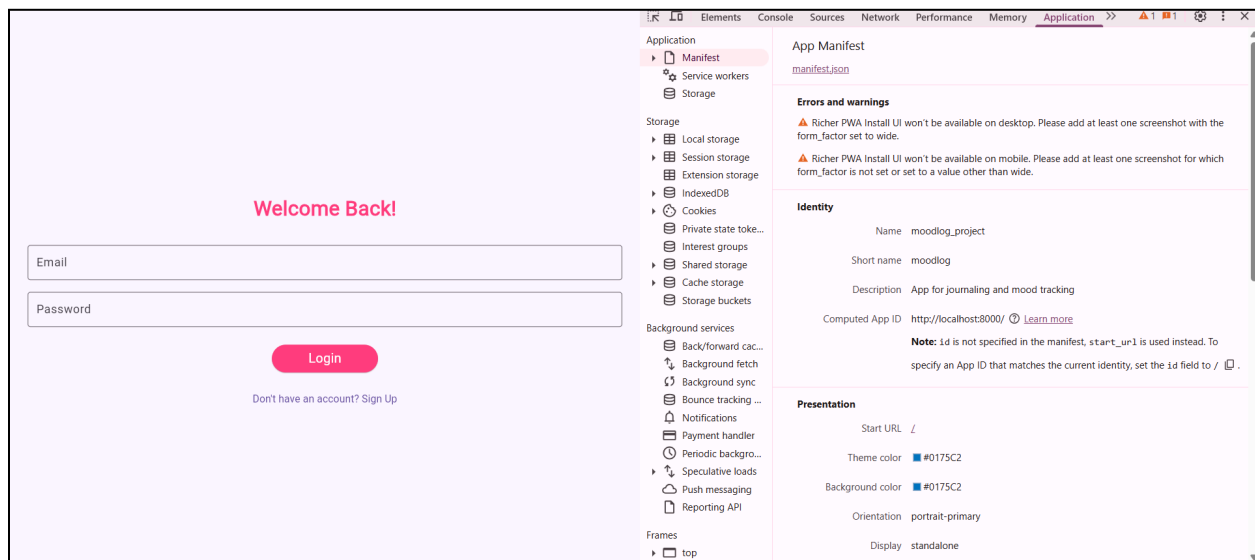 Welcome Back!
Email
Password
Login
Don't have an account? Sign Up
Elements Console Sources Network Performance Memory Application 1 1
Application
Manifest
Service workers
Storage
Storage
Local storage
Session storage
Extension storage
IndexedDB
Cookies
Private state toke...
Interest groups
Shared storage
Cache storage
Storage buckets
Background services
Back/forward cac...
Background fetch
Background sync
Bounce tracking ...
Notifications
Payment handler
Periodic backgro...
Speculative loads
Push messaging
Reporting API
Frames
top
App Manifest
manifest.json
Errors and warnings
Richer PWA Install UI won't be available on desktop. Please add at least one screenshot with the
form_factor set to wide.
Richer PWA Install UI won't be available on mobile. Please add at least one screenshot for which
form_factor is not set or set to a value other than wide.
Identity
Name moodlog_project
Short name moodlog
Description App for journaling and mood tracking
Computed App ID http://localhost:8000/ Learn more
Note: id is not specified in the manifest, start_url is used instead. To
specify an App ID that matches the current identity, set the id field to / .
Presentation
Start URL /
Theme color #0175C2
Background color #0175C2
Orientation portrait-primary
Display standalone